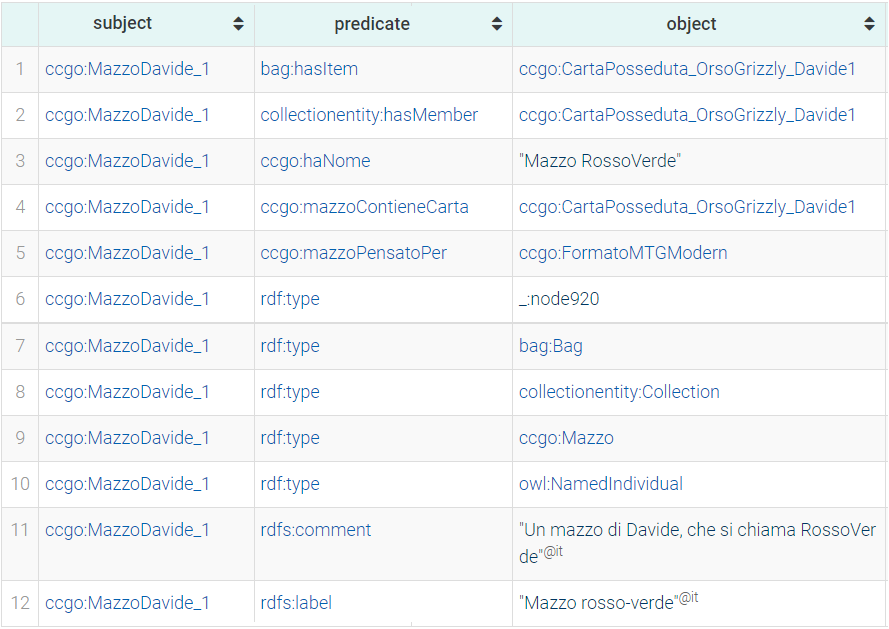 subject predicate object
1 ccgo:MazzoDavide_1 bag:hasItem ccgo:CartaPosseduta_OrsoGrizzly_Davide1
2 ccgo:MazzoDavide_1 collectionentity:hasMember ccgo:CartaPosseduta_OrsoGrizzly_Davide1
3 ccgo:MazzoDavide_1 ccgo:haNome "Mazzo RossoVerde"
4 ccgo:MazzoDavide_1 ccgo:mazzoContieneCarta ccgo:CartaPosseduta_OrsoGrizzly_Davide1
5 ccgo:MazzoDavide_1 ccgo:mazzoPensatoPer ccgo:FormatoMTGModern
6 ccgo:MazzoDavide_1 rdf:type _:node920
7 ccgo:MazzoDavide_1 rdf:type bag:Bag
8 ccgo:MazzoDavide_1 rdf:type collectionentity:Collection
9 ccgo:MazzoDavide_1 rdf:type ccgo:Mazzo
10 ccgo:MazzoDavide_1 rdf:type owl:NamedIndividual
11 ccgo:MazzoDavide_1 rdfs:comment "Un mazzo di Davide, che si chiama RossoVer
de"@it
12 ccgo:MazzoDavide_1 rdfs:label "Mazzo rosso-verde"@it